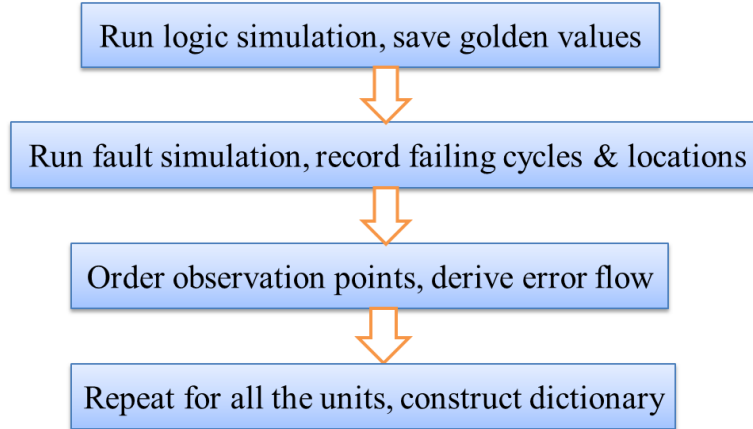 Run logic simulation, save golden values
Run fault simulation, record failing cycles & locations
Order observation points, derive error flow
Repeat for all the units, construct dictionary